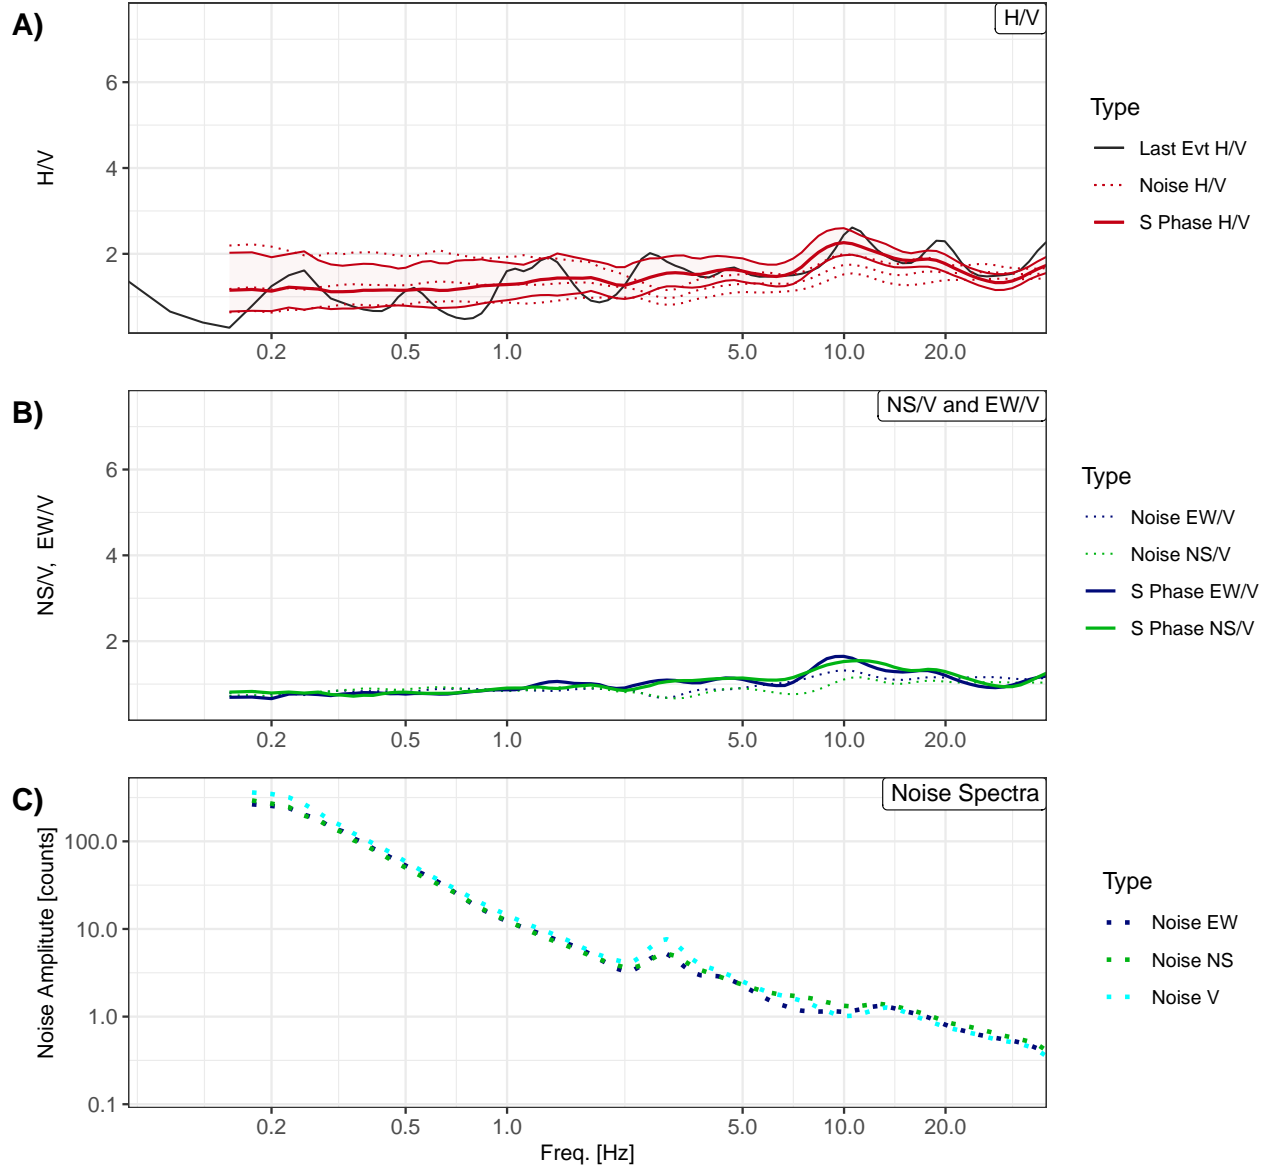 A)
H/V
6
4
2
H/V
0.2 0.5 1.0 5.0 10.0 20.0
Type
Last Evt H/V
Noise H/V
S Phase H/V
B)
NS/V and EW/V
6
4
2
NS/V, EW/V
0.2 0.5 1.0 5.0 10.0 20.0
Type
Noise EW/V
Noise NS/V
S Phase EW/V
S Phase NS/V
C)
Noise Spectra
100.0
10.0
1.0
0.1
Noise Amplitude [counts]
0.2 0.5 1.0 5.0 10.0 20.0
Freq. [Hz]
Type
Noise EW
Noise NS
Noise V